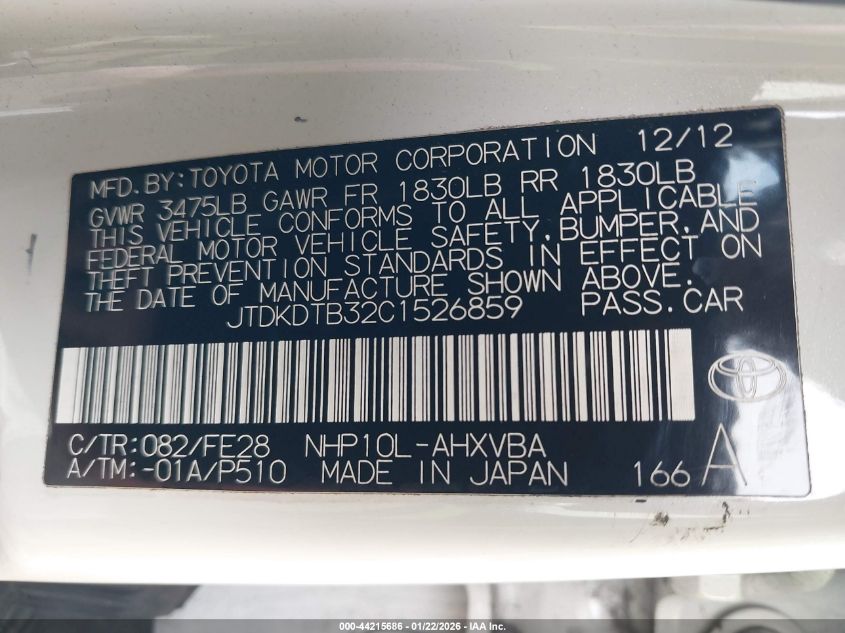 MFD. BY: TOYOTA MOTOR CORPORATION 12/12
GVWR 3475LB GAWR FR 1830LB RR 1830LB
THIS VEHICLE CONFORMS TO ALL APPLICABLE
FEDERAL MOTOR VEHICLE SAFETY, BUMPER, AND
THEFT PREVENTION STANDARDS IN EFFECT ON
THE DATE OF MANUFACTURE SHOWN ABOVE.
JTDKDTB32C1526859 PASS. CAR
C/TR: 082/FE28 NHP10L-AHXVBA
A/TM: -01A/P510 MADE IN JAPAN 166 A
000-44215686 - 01/22/2026 - IAA, Inc.